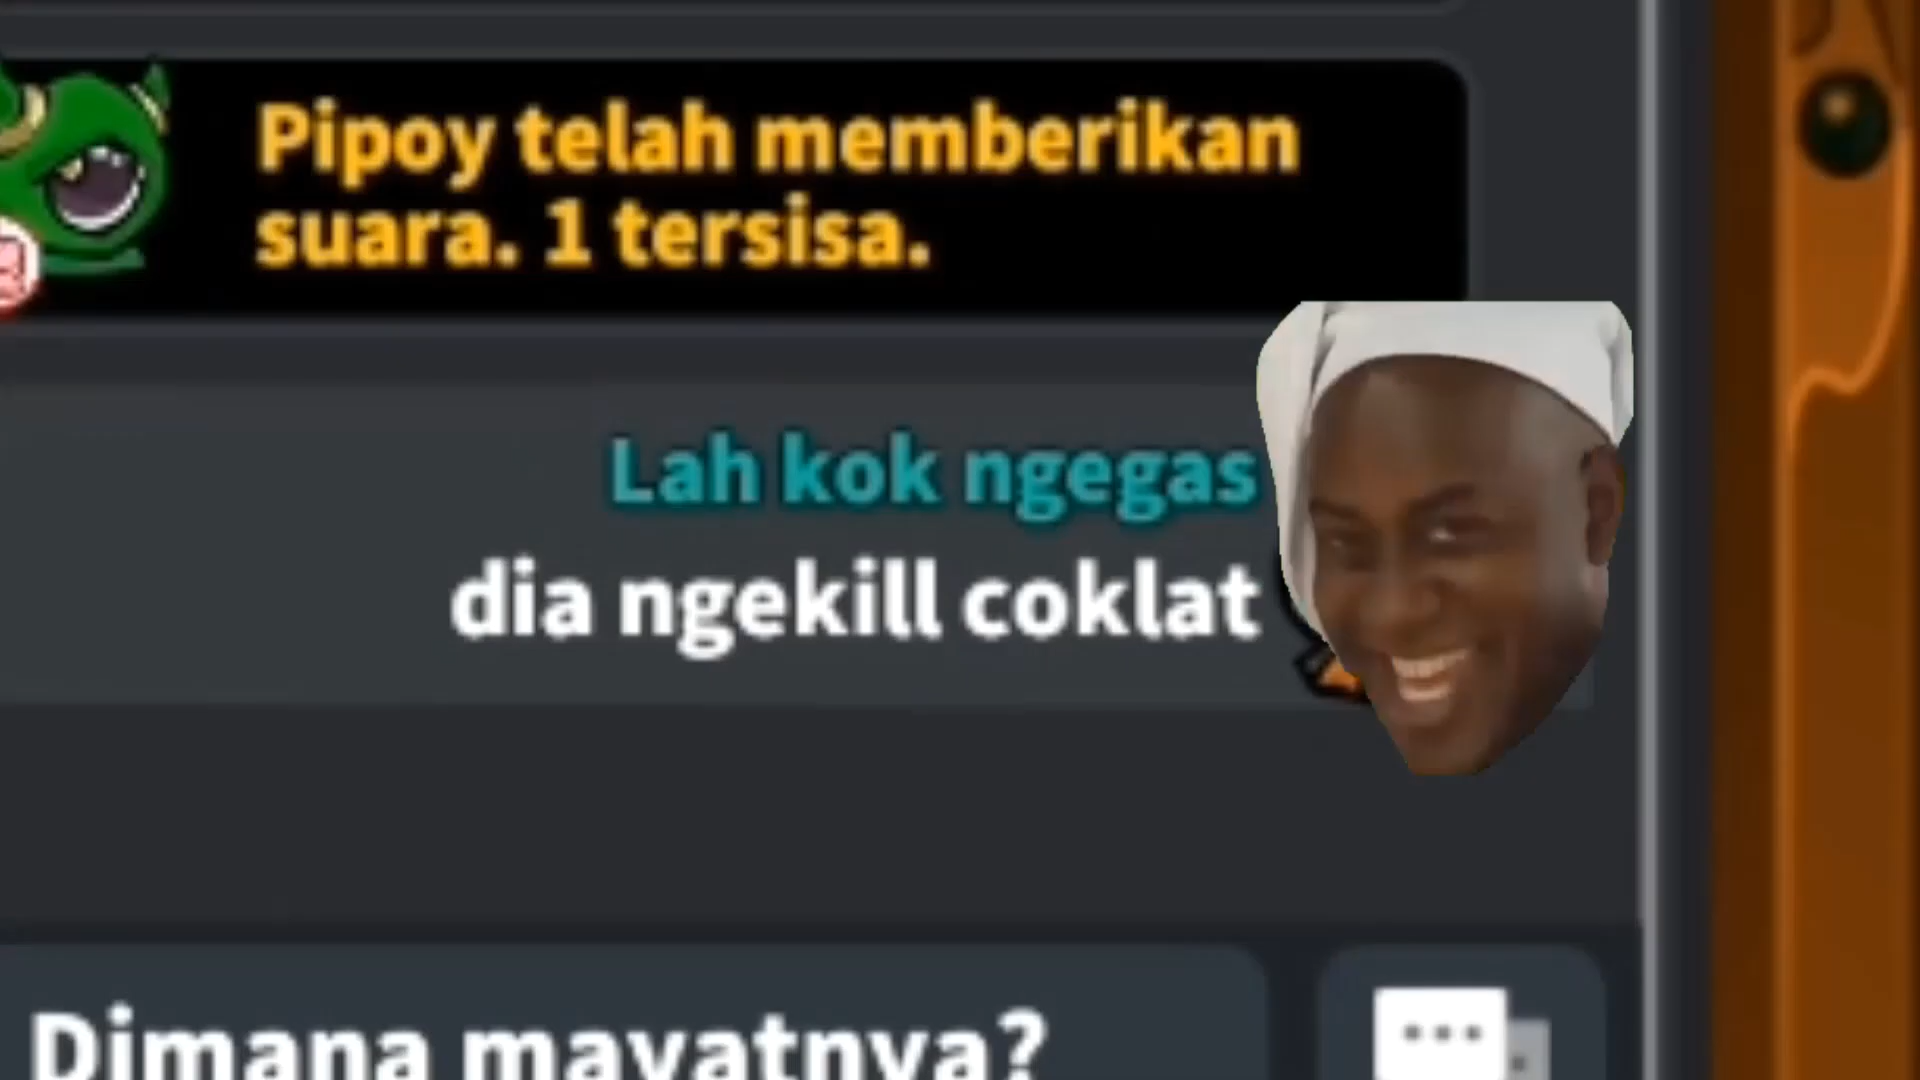 Pipoy telah memberikan
suara. 1 tersisa.
Lah kok ngegas
dia ngekill coklat
Dimana mayatnya?